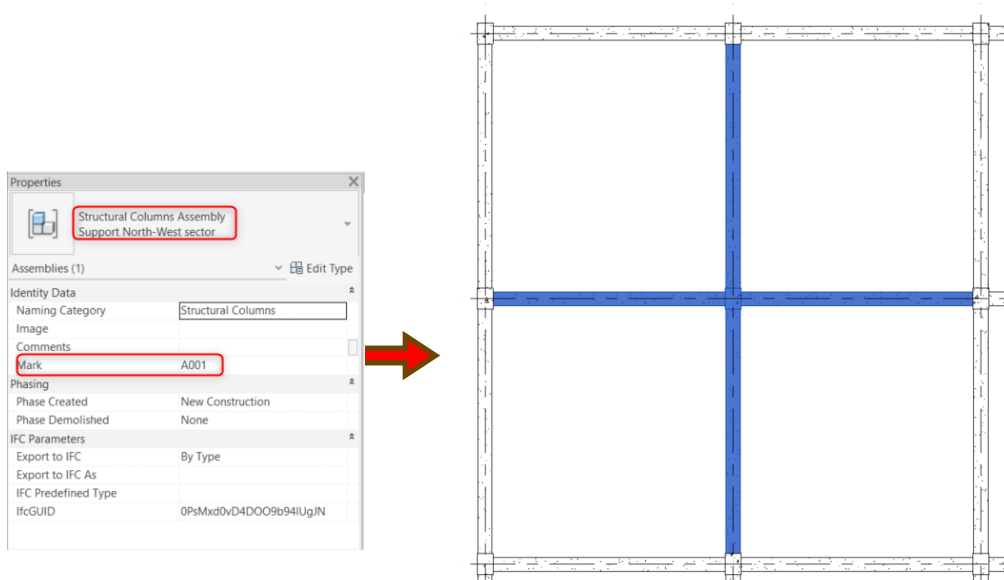 Properties
Structural Columns Assembly
Support North-West sector
Assemblies (1)
Edit Type
Identity Data
Naming Category Structural Columns
Image
Comments
Mark A001
Phasing
Phase Created New Construction
Phase Demolished None
IFC Parameters
Export to IFC By Type
Export to IFC As
IFC Predefined Type
IfcGUID 0PsMxd0vD4DOO9b94IUgJN